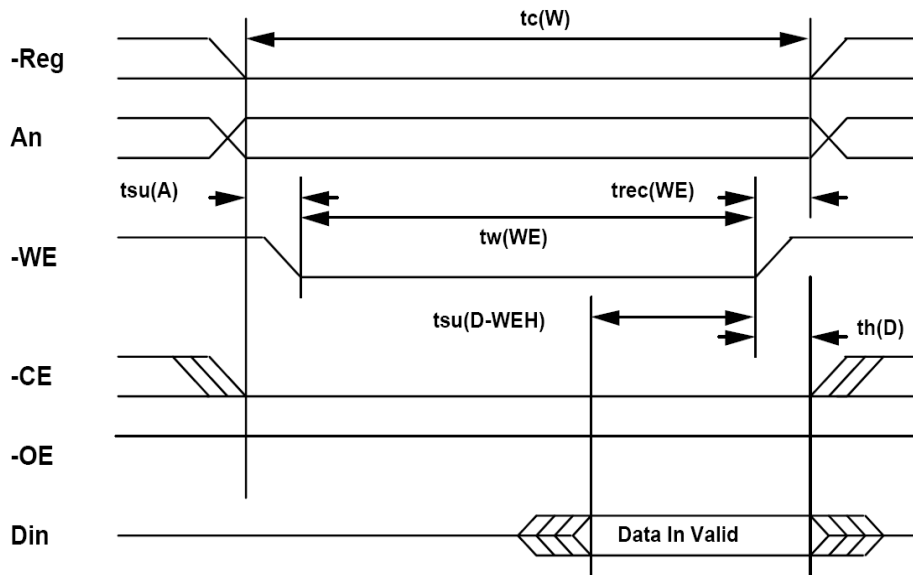 tc(W)
-Reg
An
tsu(A)
trec(WE)
tw(WE)
-WE
tsu(D-WEH)
th(D)
-CE
-OE
Din
Data In Valid